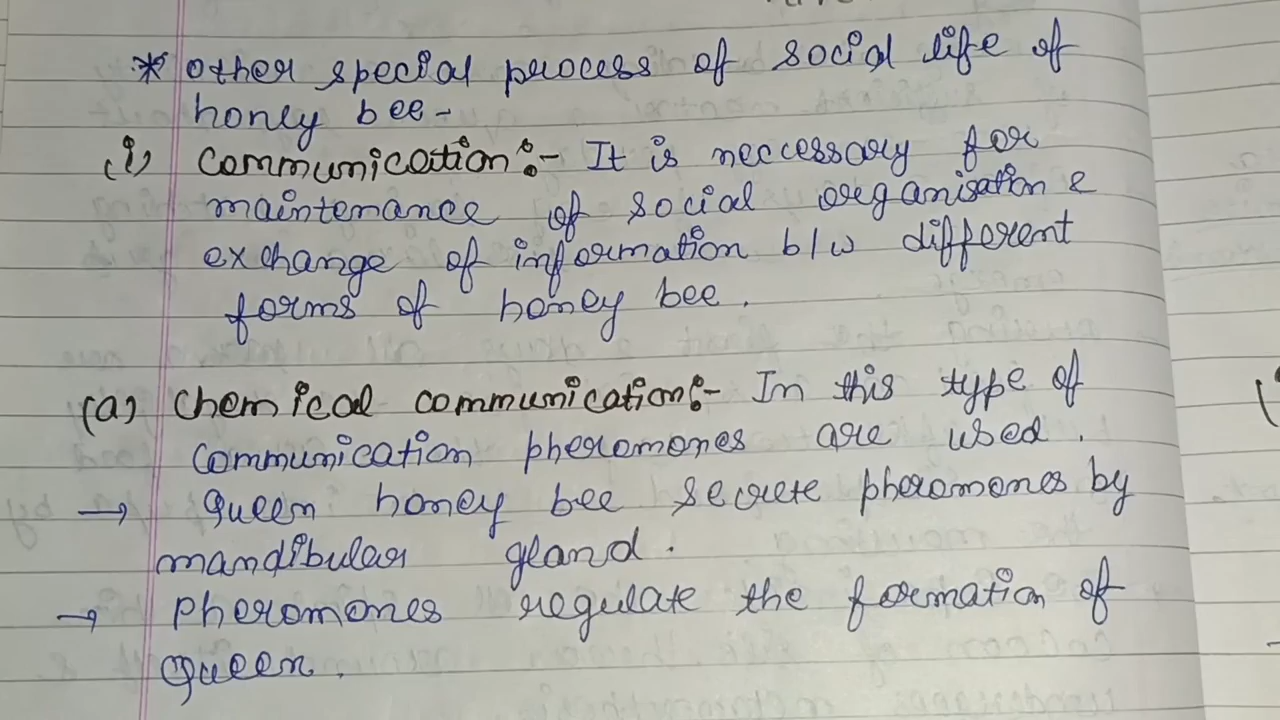 * other special process of social life of
honey bee-
(i) Communication:- It is neccessary for
maintenance of social organisation &
exchange of information b/w different
forms of honey bee.
(a) Chemical communication:- In this type of
Communication pheromones are used.
→ Queen honey bee secrete pheromones by
mandibular gland.
→ Pheromones regulate the formation of
queen.